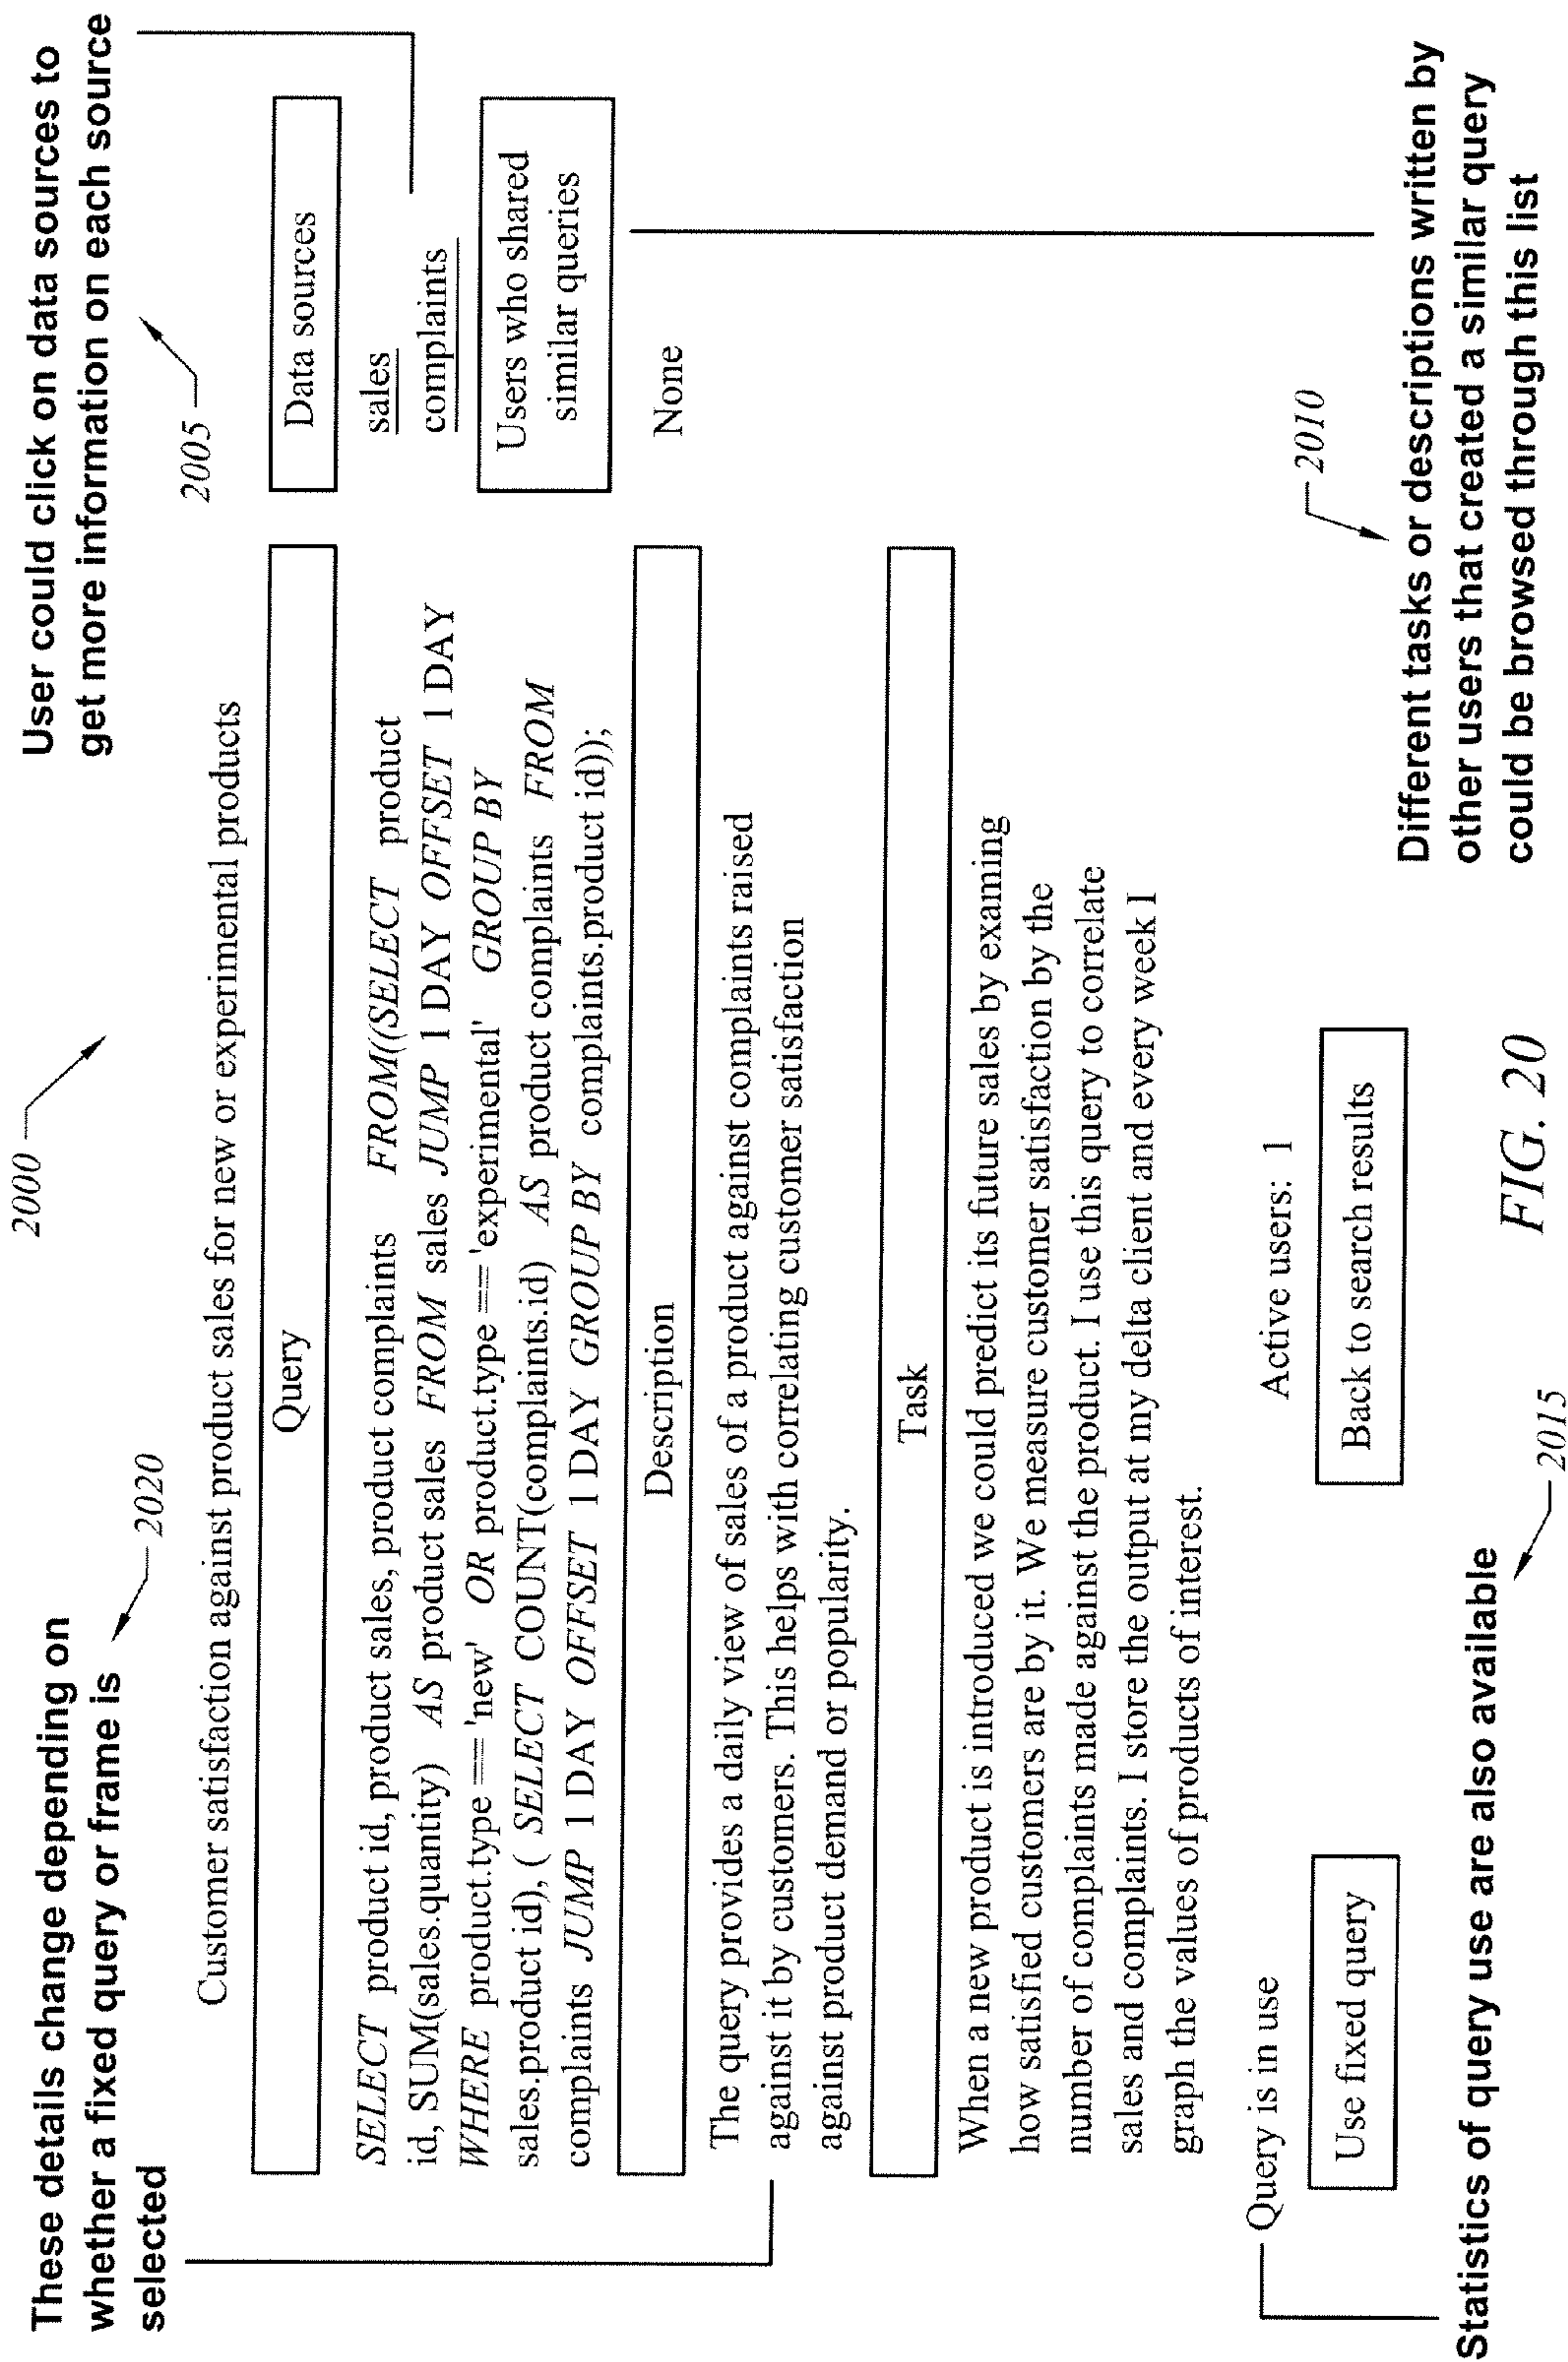 2000
These details change depending on
whether a fixed query or frame is
selected
2020
User could click on data sources to
get more information on each source
2005
Customer satisfaction against product sales for new or experimental products
Query
SELECT product id, product sales, product complaints FROM((SELECT product
id, SUM(sales.quantity) AS product sales FROM sales JUMP 1 DAY OFFSET 1 DAY
WHERE product.type == 'new' OR product.type == 'experimental' GROUP BY
sales.product id), ( SELECT COUNT(complaints.id) AS product complaints FROM
complaints JUMP 1 DAY OFFSET 1 DAY GROUP BY complaints.product id));
Description
The query provides a daily view of sales of a product against complaints raised
against it by customers. This helps with correlating customer satisfaction
against product demand or popularity.
Task
When a new product is introduced we could predict its future sales by examing
how satisfied customers are by it. We measure customer satisfaction by the
number of complaints made against the product. I use this query to correlate
sales and complaints. I store the output at my delta client and every week I
graph the values of products of interest.
Data sources
sales
complaints
Users who shared
similar queries
None
Query is in use
Active users: 1
Use fixed query
Back to search results
2010
Different tasks or descriptions written by
other users that created a similar query
could be browsed through this list
Statistics of query use are also available
2015
FIG. 20